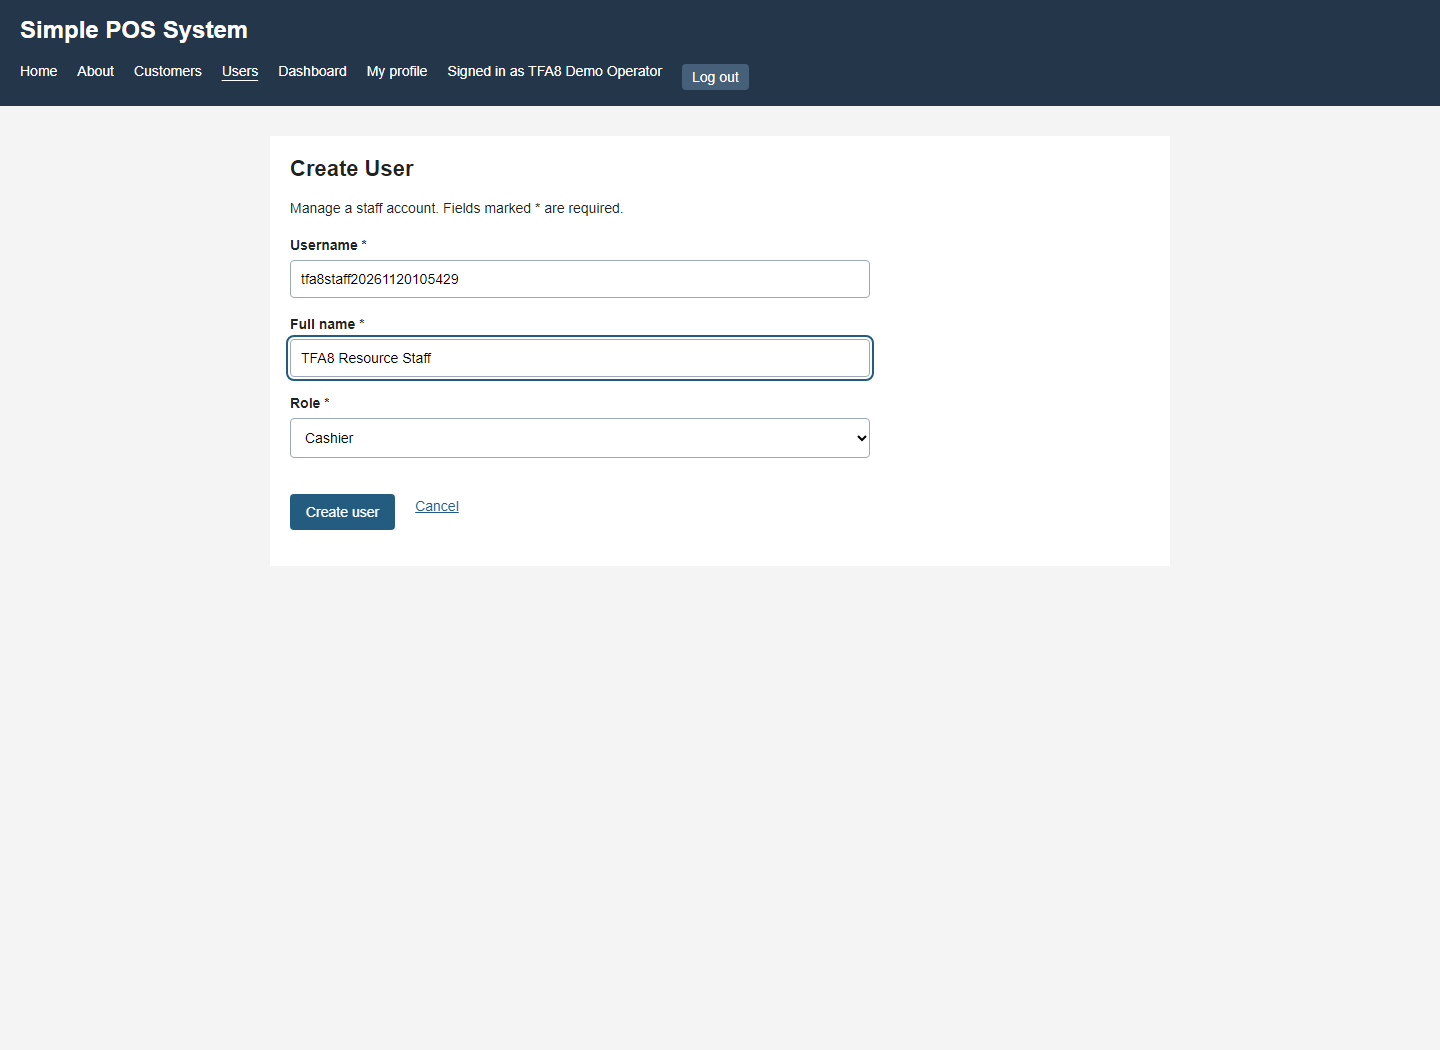 Simple POS System
Home About Customers Users Dashboard My profile Signed in as TFA8 Demo Operator Log out
Create User
Manage a staff account. Fields marked * are required.
Username *
tfa8staff20261120105429
Full name *
TFA8 Resource Staff
Role *
Cashier
Create user Cancel